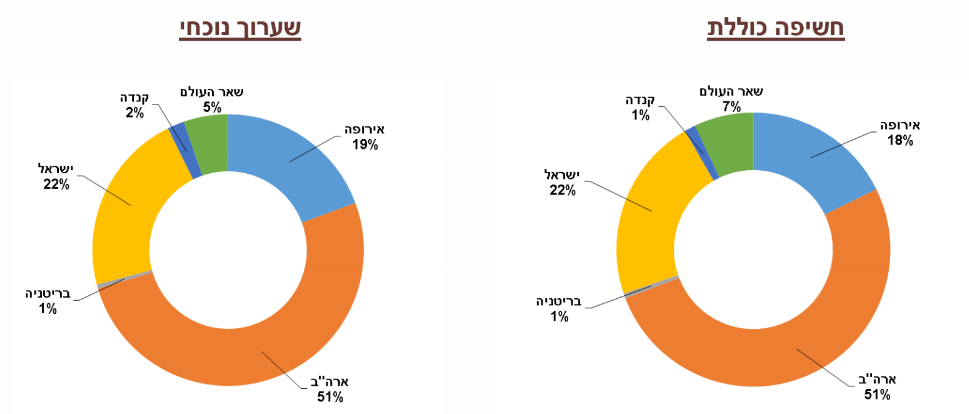 חשיפה כוללת
שאר העולם
7%
קנדה
1%
אירופה
18%
ישראל
22%
בריטניה
1%
ארה"ב
51%
שערוך נוכחי
שאר העולם
5%
קנדה
2%
אירופה
19%
ישראל
22%
בריטניה
1%
ארה"ב
51%